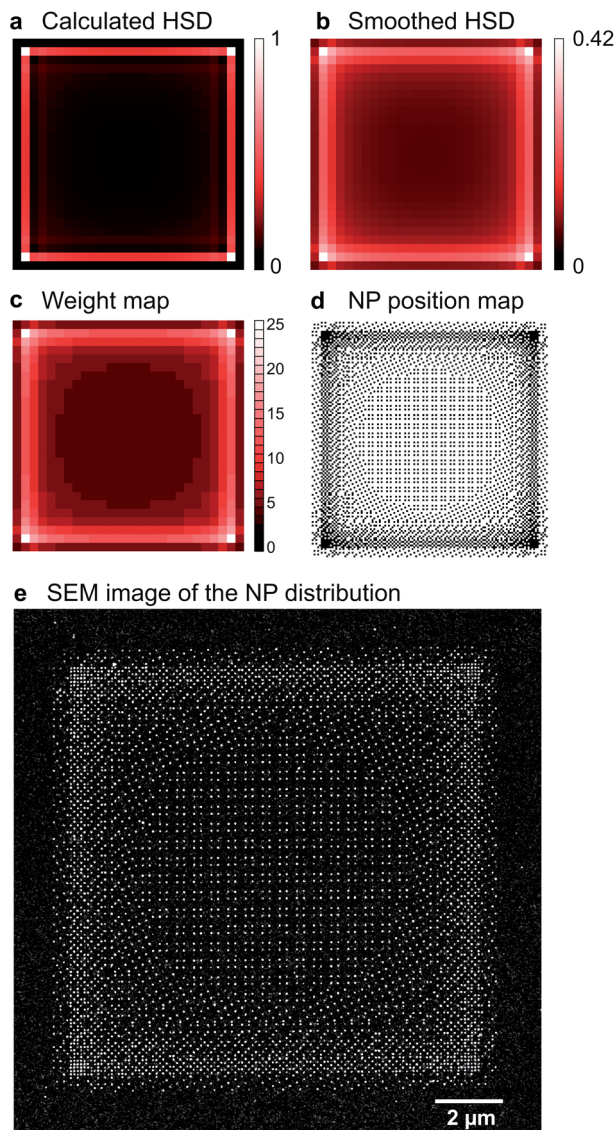 a Calculated HSD
b Smoothed HSD
1
0
0.42
0
c Weight map
d NP position map
25
20
15
10
5
0
e SEM image of the NP distribution
2 µm